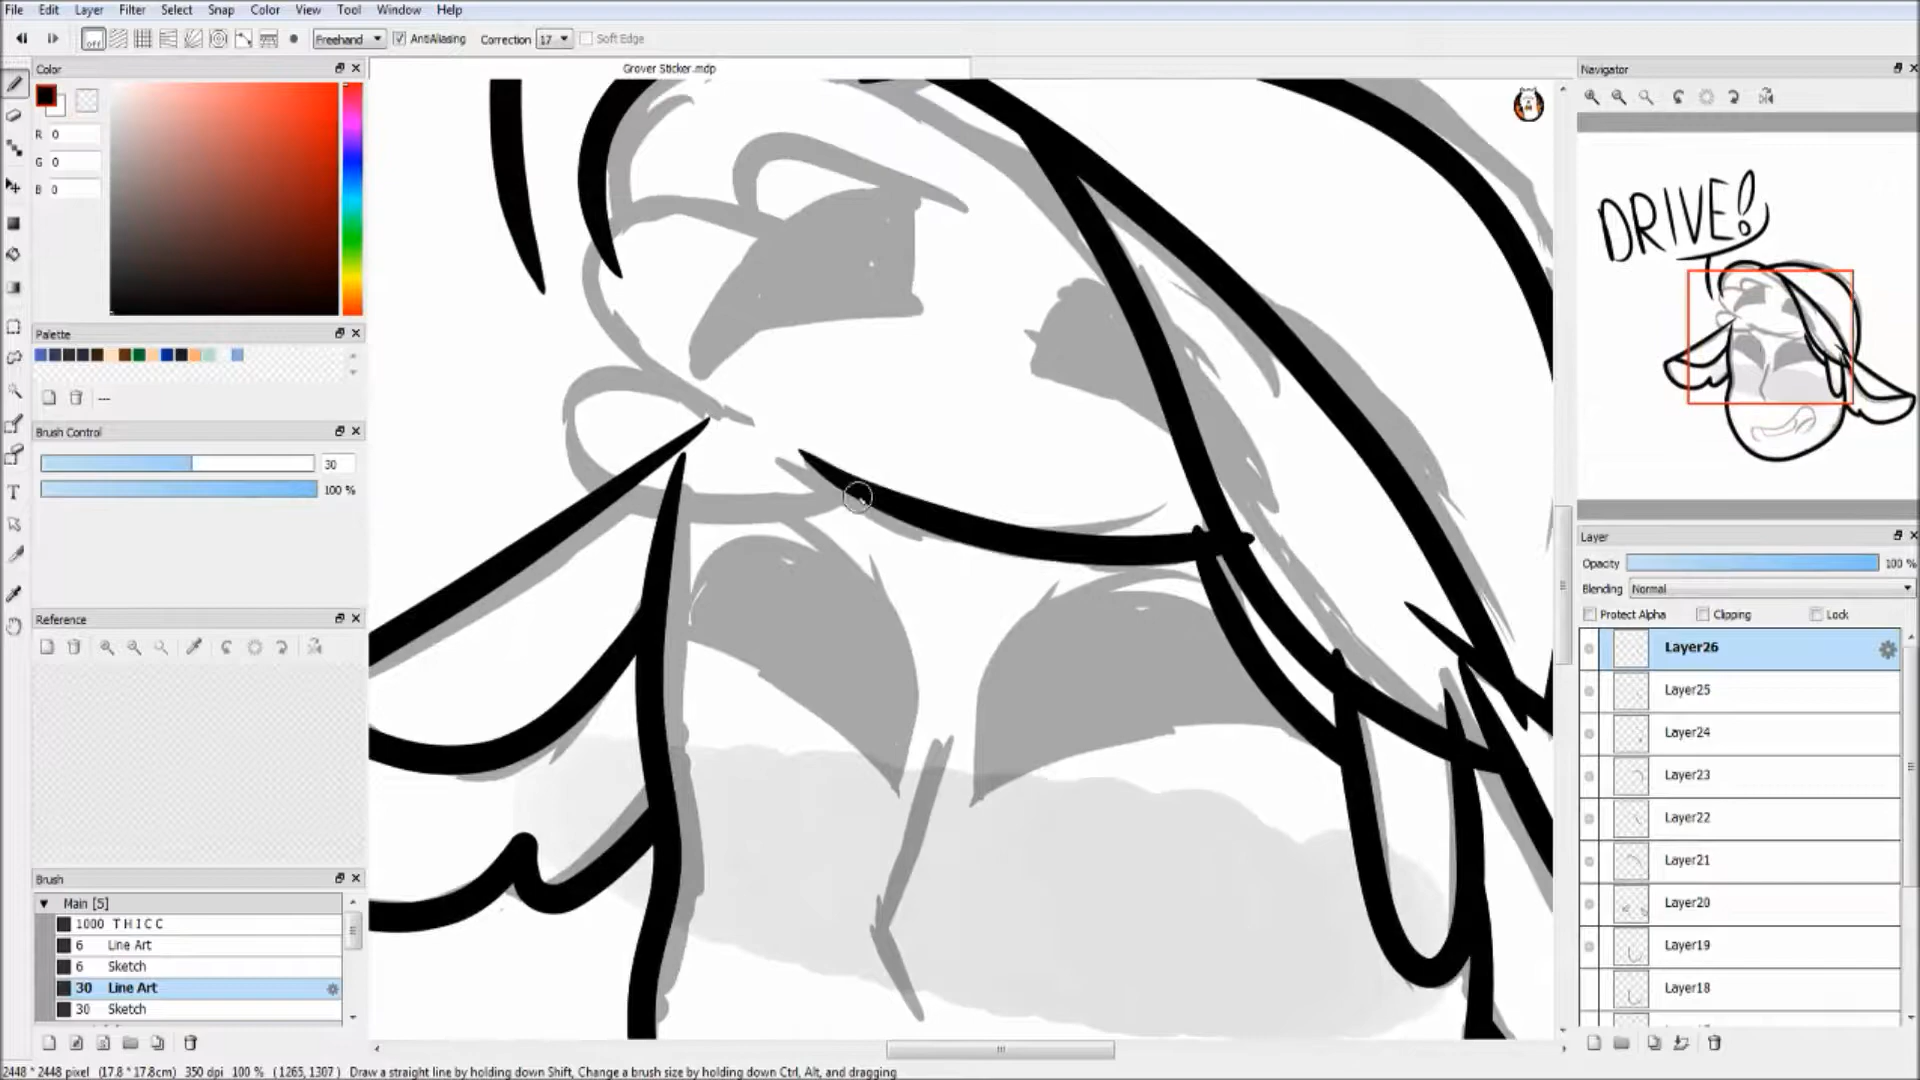 File Edit Layer Filter Select Snap Color View Tool Window Help
off Freehand AntiAliasing Correction 17 Soft Edge
Color
Grover Sticker.mdp
Navigator
R 0
G 0
B 0
DRIVE!
Palette
---
Brush Control
30
100 %
Layer
Opacity 100 %
Blending Normal
Protect Alpha Clipping Lock
Reference
Layer26
Layer25
Layer24
Layer23
Layer22
Layer21
Layer20
Layer19
Layer18
Brush
Main [5]
1000 T H I C C
6 Line Art
6 Sketch
30 Line Art
30 Sketch
2448 * 2448 pixel (17.8 * 17.8cm) 350 dpi 100 % (1265, 1307) Draw a straight line by holding down Shift, Change a brush size by holding down Ctrl, Alt, and dragging